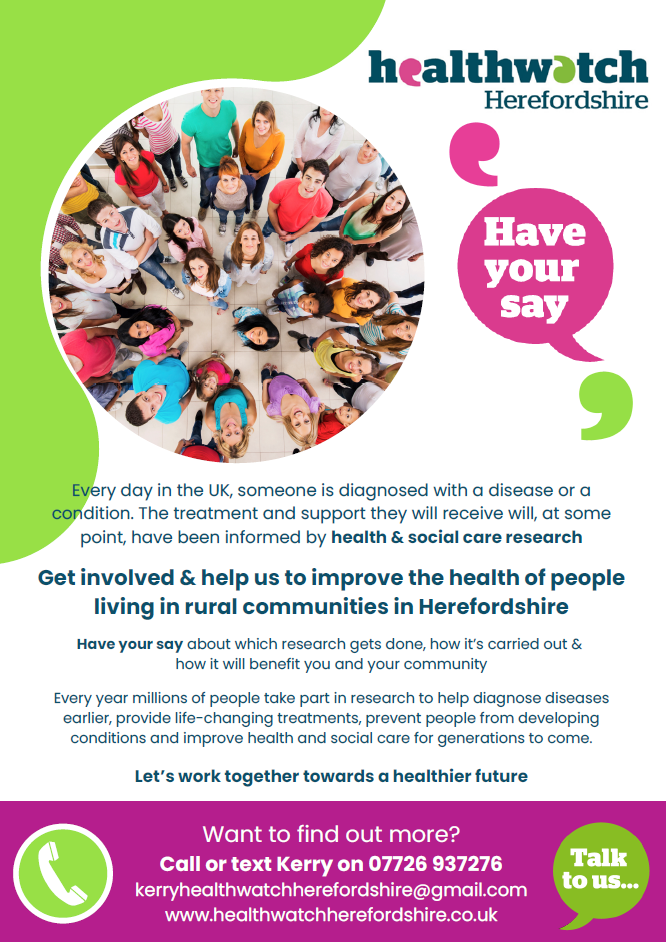 healthwatch
Herefordshire
Have
your
say
Every day in the UK, someone is diagnosed with a disease or a
condition. The treatment and support they will receive will, at some
point, have been informed by health & social care research
Get involved & help us to improve the health of people
living in rural communities in Herefordshire
Have your say about which research gets done, how it's carried out &
how it will benefit you and your community
Every year millions of people take part in research to help diagnose diseases
earlier, provide life-changing treatments, prevent people from developing
conditions and improve health and social care for generations to come.
Let's work together towards a healthier future
Want to find out more?
Call or text Kerry on 07726 937276
kerryhealthwatchherefordshire@gmail.com
www.healthwatchherefordshire.co.uk
Talk
to us...